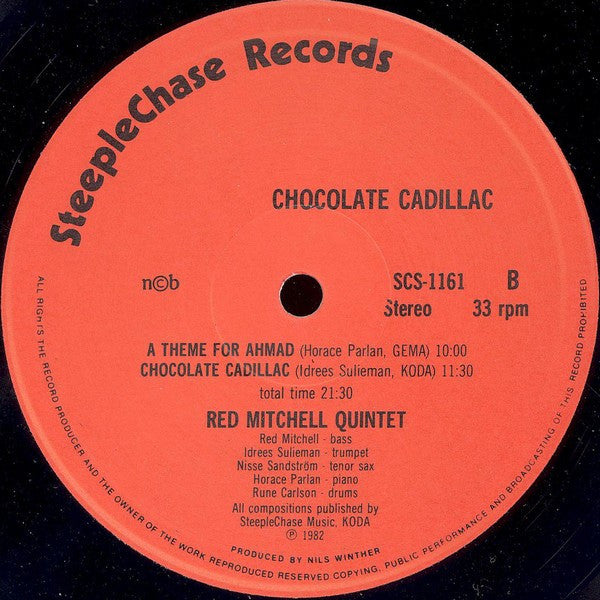 SteepleChase Records
CHOCOLATE CADILLAC
n©b
SCS-1161 B
Stereo 33 rpm
A THEME FOR AHMAD (Horace Parlan, GEMA) 10:00
CHOCOLATE CADILLAC (Idrees Sulieman, KODA) 11:30
total time 21:30
RED MITCHELL QUINTET
Red Mitchell - bass
Idrees Sulieman - trumpet
Nisse Sandström - tenor sax
Horace Parlan - piano
Rune Carlson - drums
All compositions published by
SteepleChase Music, KODA
℗ 1982
PRODUCED BY NILS WINTHER
ALL RIGHTS THE RECORD PRODUCER AND THE OWNER OF THE WORK REPRODUCED RESERVED COPYING, PUBLIC PERFORMANCE AND BROADCASTING OF THIS RECORD PROHIBITED